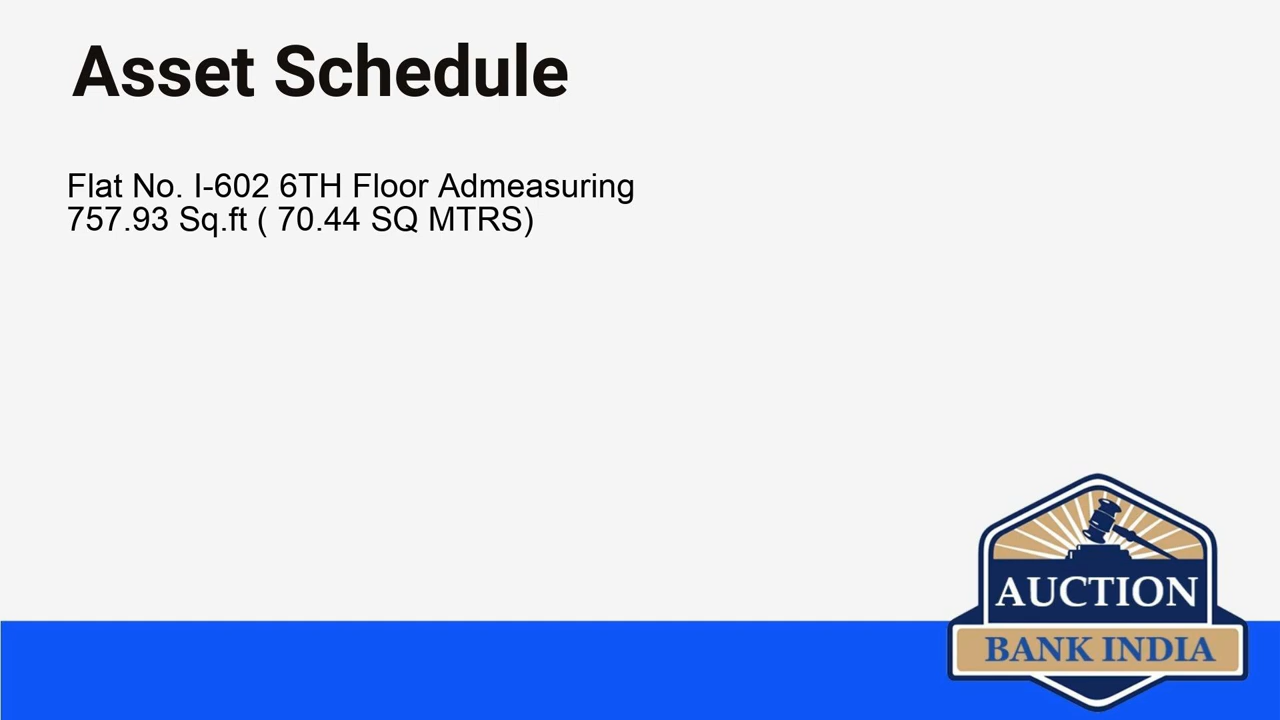 Asset Schedule
Flat No. I-602 6TH Floor Admeasuring
757.93 Sq.ft ( 70.44 SQ MTRS)
AUCTION
BANK INDIA